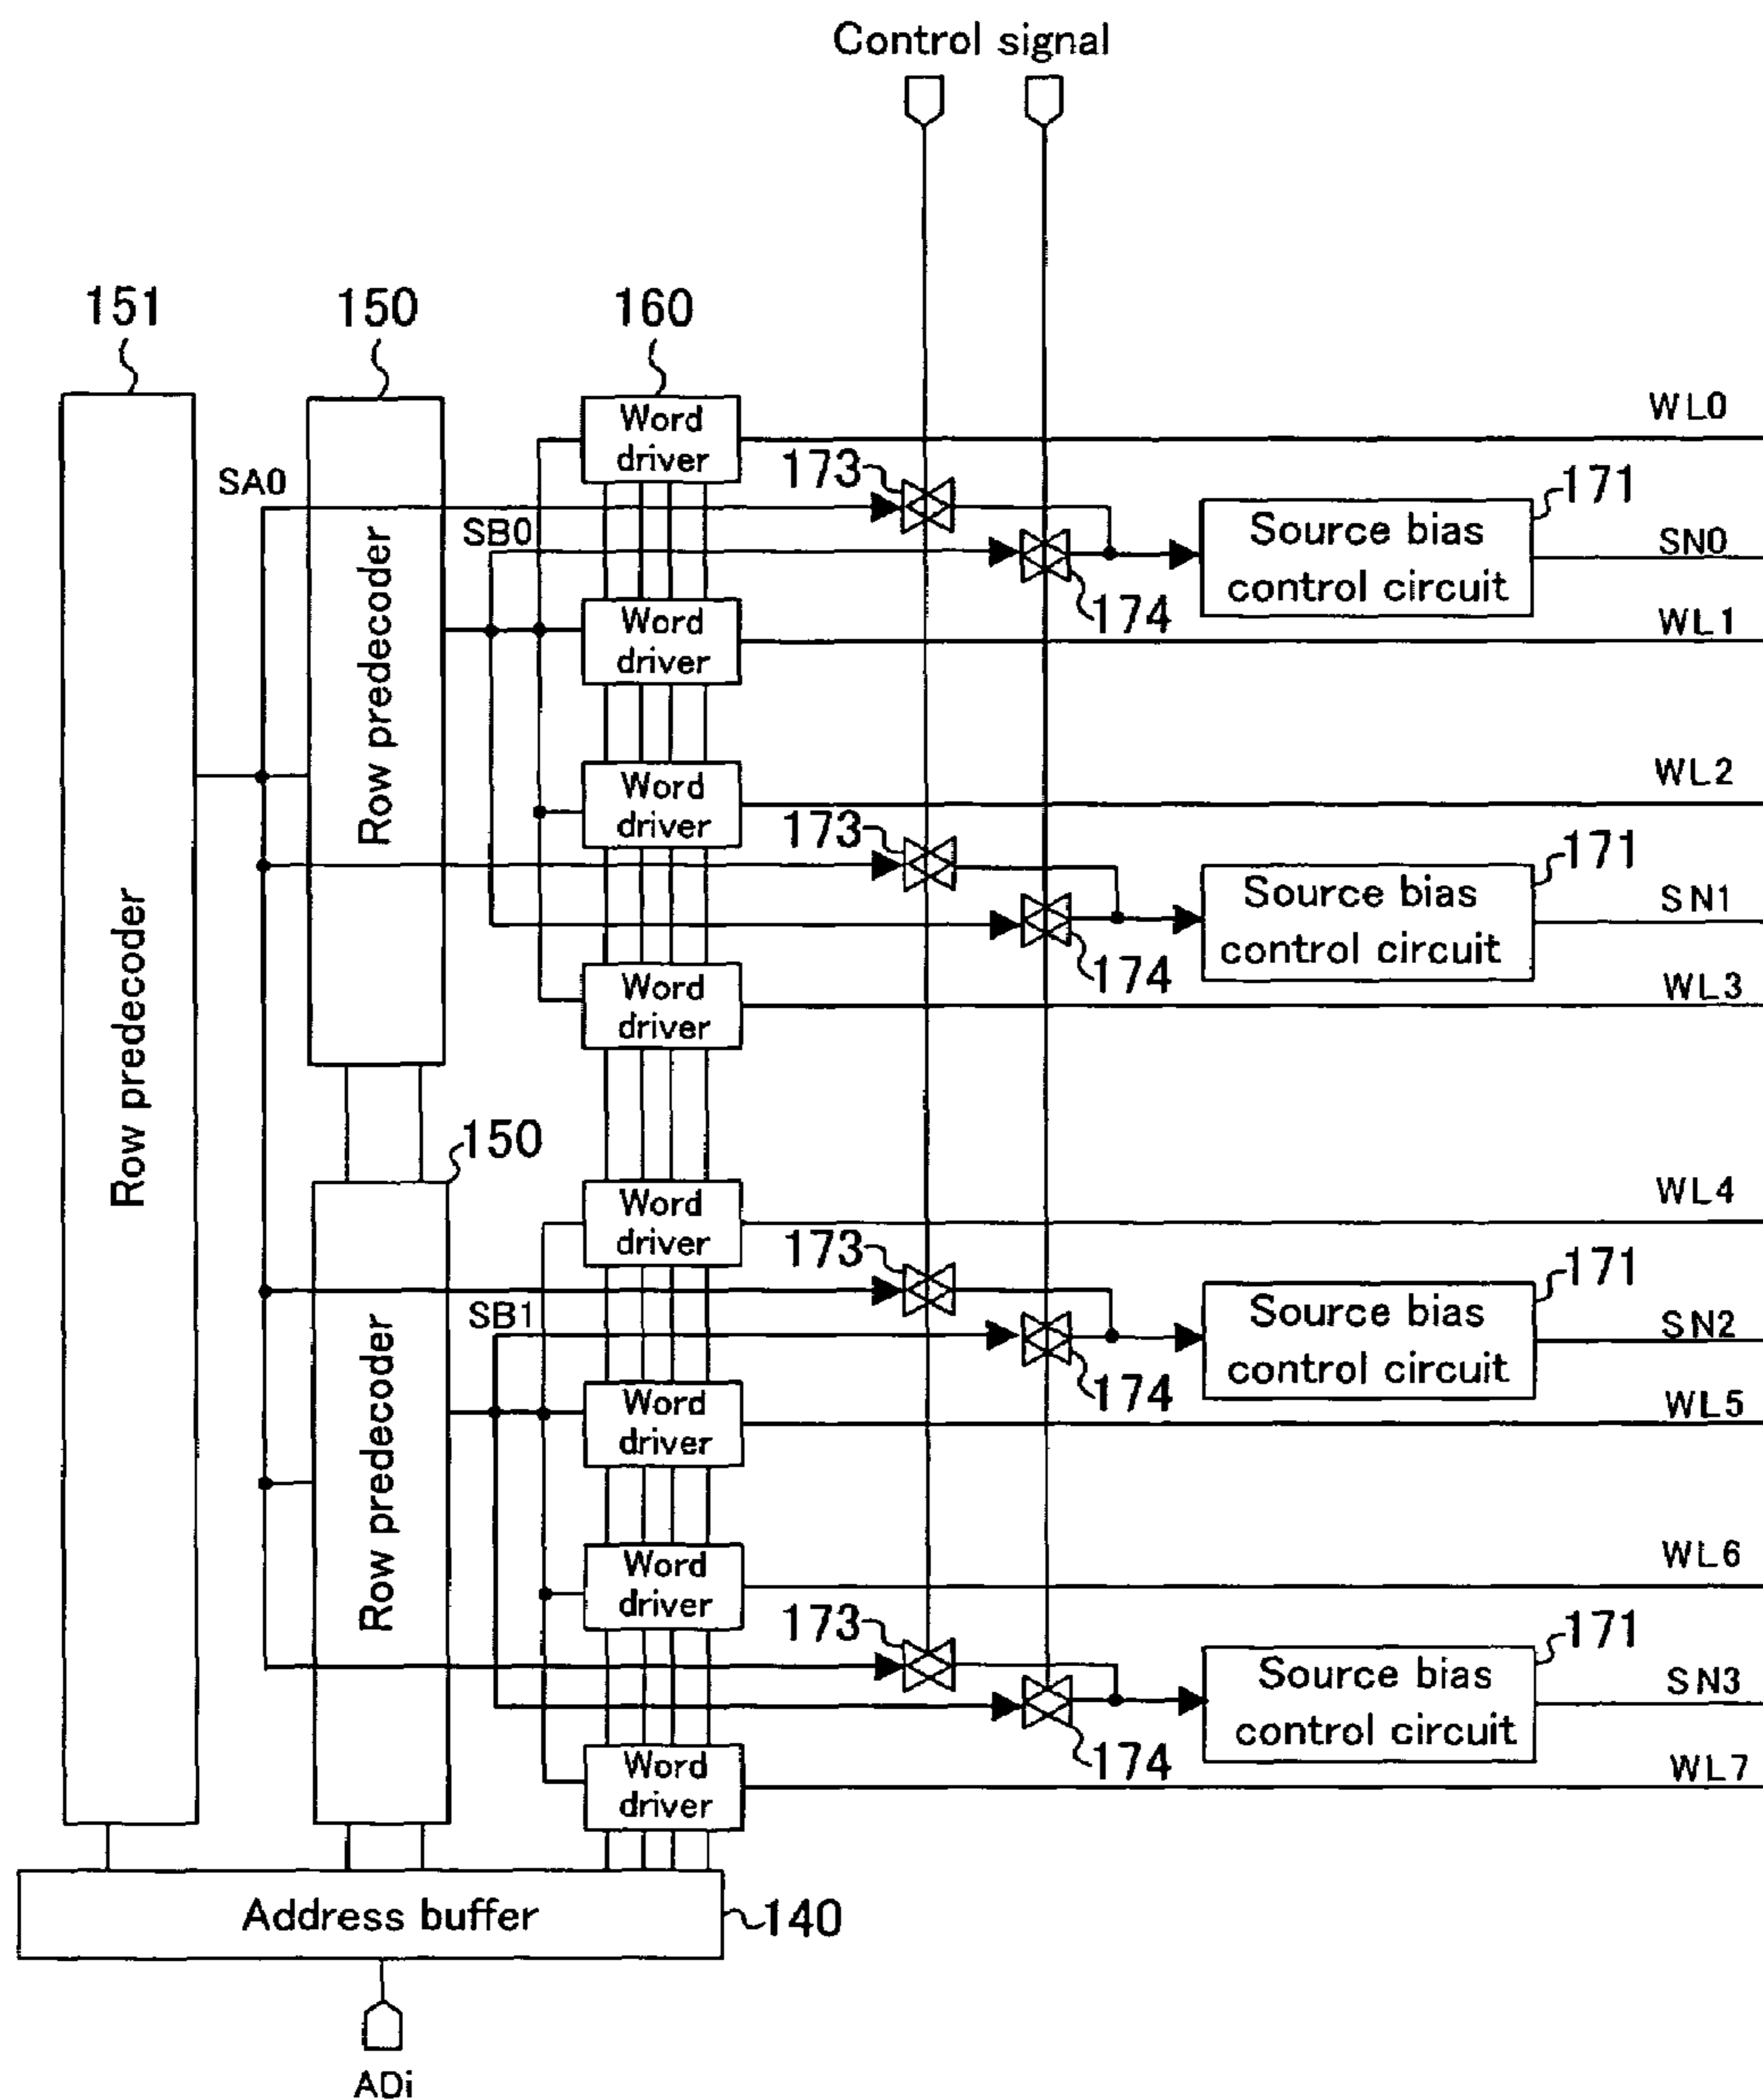 Control signal
151
150
160
Word
driver
WL0
173
SA0
171
Source bias
control circuit
SN0
SB0
174
Row predecoder
Word
driver
WL1
Word
driver
WL2
173
171
Source bias
control circuit
SN1
174
Row predecoder
Word
driver
WL3
150
Word
driver
WL4
173
171
Source bias
control circuit
SN2
SB1
174
Row predecoder
Word
driver
WL5
Word
driver
WL6
173
171
Source bias
control circuit
SN3
174
Word
driver
WL7
Address buffer
140
ADi